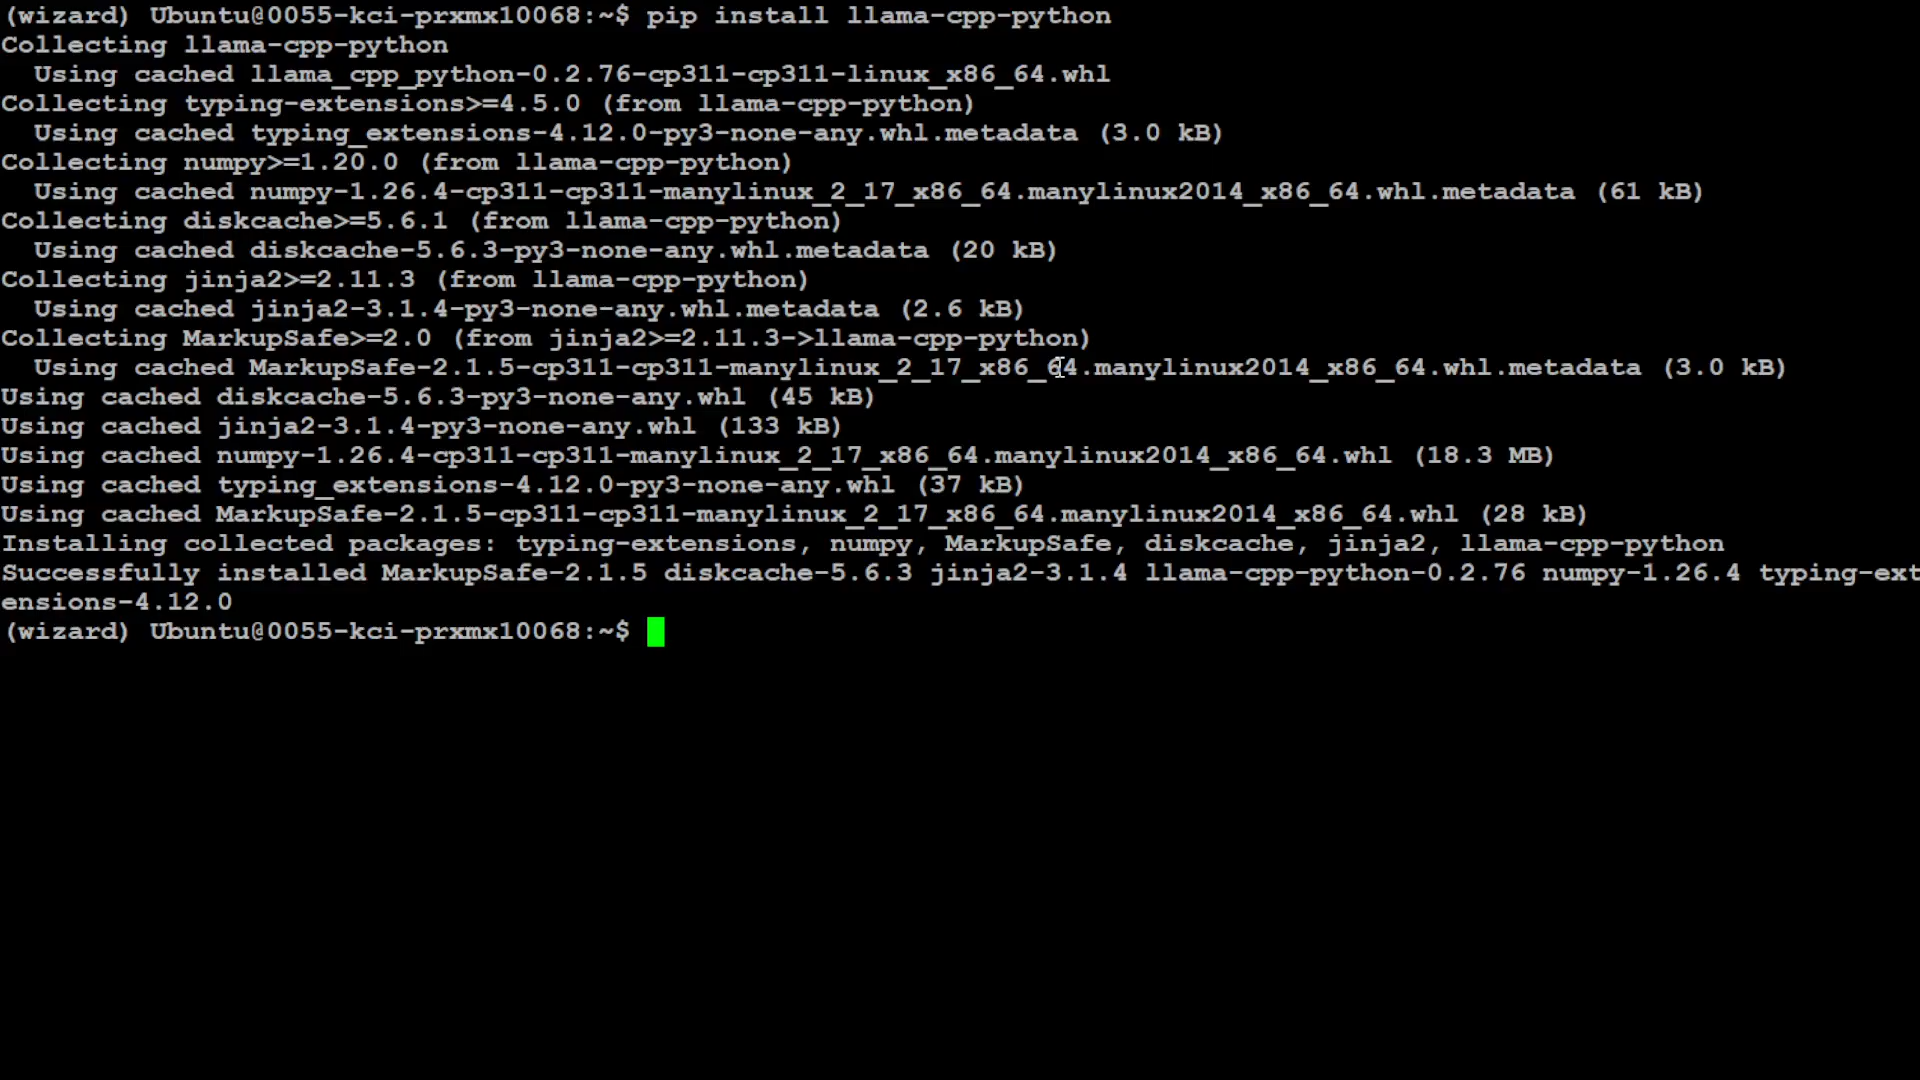 (wizard) Ubuntu@0055-kci-prxmx10068:~$ pip install llama-cpp-python
Collecting llama-cpp-python
  Using cached llama_cpp_python-0.2.76-cp311-cp311-linux_x86_64.whl
Collecting typing-extensions>=4.5.0 (from llama-cpp-python)
  Using cached typing_extensions-4.12.0-py3-none-any.whl.metadata (3.0 kB)
Collecting numpy>=1.20.0 (from llama-cpp-python)
  Using cached numpy-1.26.4-cp311-cp311-manylinux_2_17_x86_64.manylinux2014_x86_64.whl.metadata (61 kB)
Collecting diskcache>=5.6.1 (from llama-cpp-python)
  Using cached diskcache-5.6.3-py3-none-any.whl.metadata (20 kB)
Collecting jinja2>=2.11.3 (from llama-cpp-python)
  Using cached jinja2-3.1.4-py3-none-any.whl.metadata (2.6 kB)
Collecting MarkupSafe>=2.0 (from jinja2>=2.11.3->llama-cpp-python)
  Using cached MarkupSafe-2.1.5-cp311-cp311-manylinux_2_17_x86_64.manylinux2014_x86_64.whl.metadata (3.0 kB)
Using cached diskcache-5.6.3-py3-none-any.whl (45 kB)
Using cached jinja2-3.1.4-py3-none-any.whl (133 kB)
Using cached numpy-1.26.4-cp311-cp311-manylinux_2_17_x86_64.manylinux2014_x86_64.whl (18.3 MB)
Using cached typing_extensions-4.12.0-py3-none-any.whl (37 kB)
Using cached MarkupSafe-2.1.5-cp311-cp311-manylinux_2_17_x86_64.manylinux2014_x86_64.whl (28 kB)
Installing collected packages: typing-extensions, numpy, MarkupSafe, diskcache, jinja2, llama-cpp-python
Successfully installed MarkupSafe-2.1.5 diskcache-5.6.3 jinja2-3.1.4 llama-cpp-python-0.2.76 numpy-1.26.4 typing-ext
ensions-4.12.0
(wizard) Ubuntu@0055-kci-prxmx10068:~$